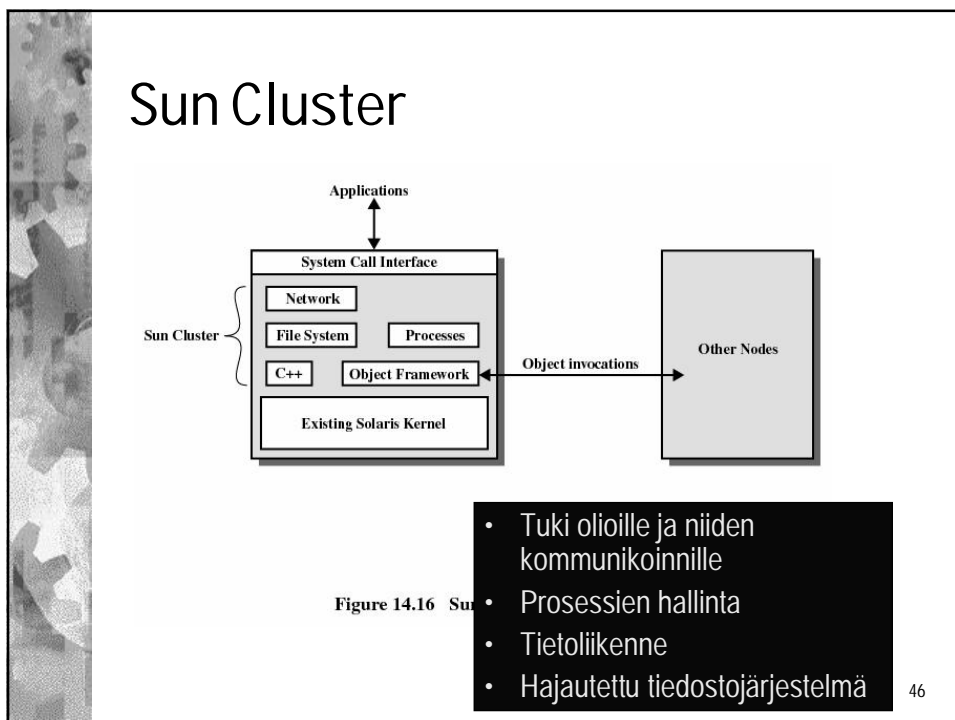 Sun Cluster
Applications
System Call Interface
Network
Sun Cluster
File System
Processes
Other Nodes
Object invocations
C++
Object Framework
Existing Solaris Kernel
• Tuki olioille ja niiden
kommunikoinnille
Figure 14.16
• Prosessien hallinta
• Tietoliikenne
• Hajautettu tiedostojärjestelmä
46